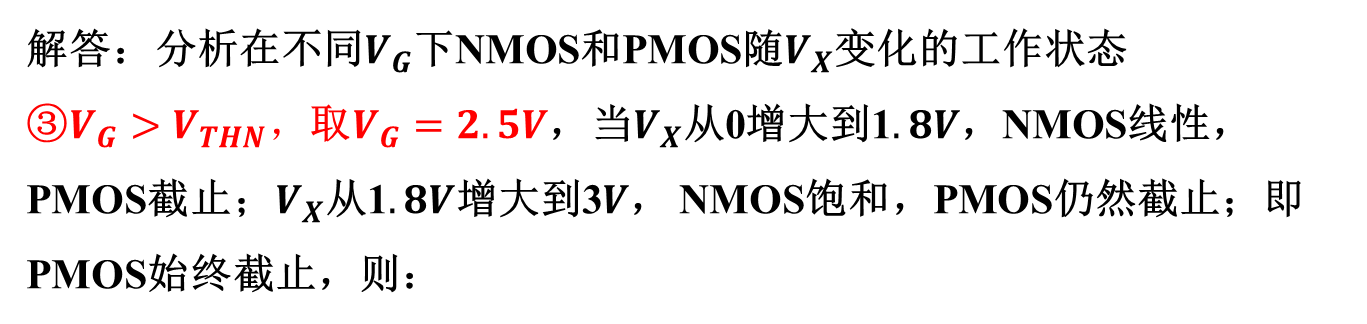 解答：分析在不同V_G下NMOS和PMOS随V_X变化的工作状态
③V_G > V_THN，取V_G = 2.5V，当V_X从0增大到1.8V，NMOS线性，
PMOS截止；V_X从1.8V增大到3V， NMOS饱和，PMOS仍然截止；即
PMOS始终截止，则：